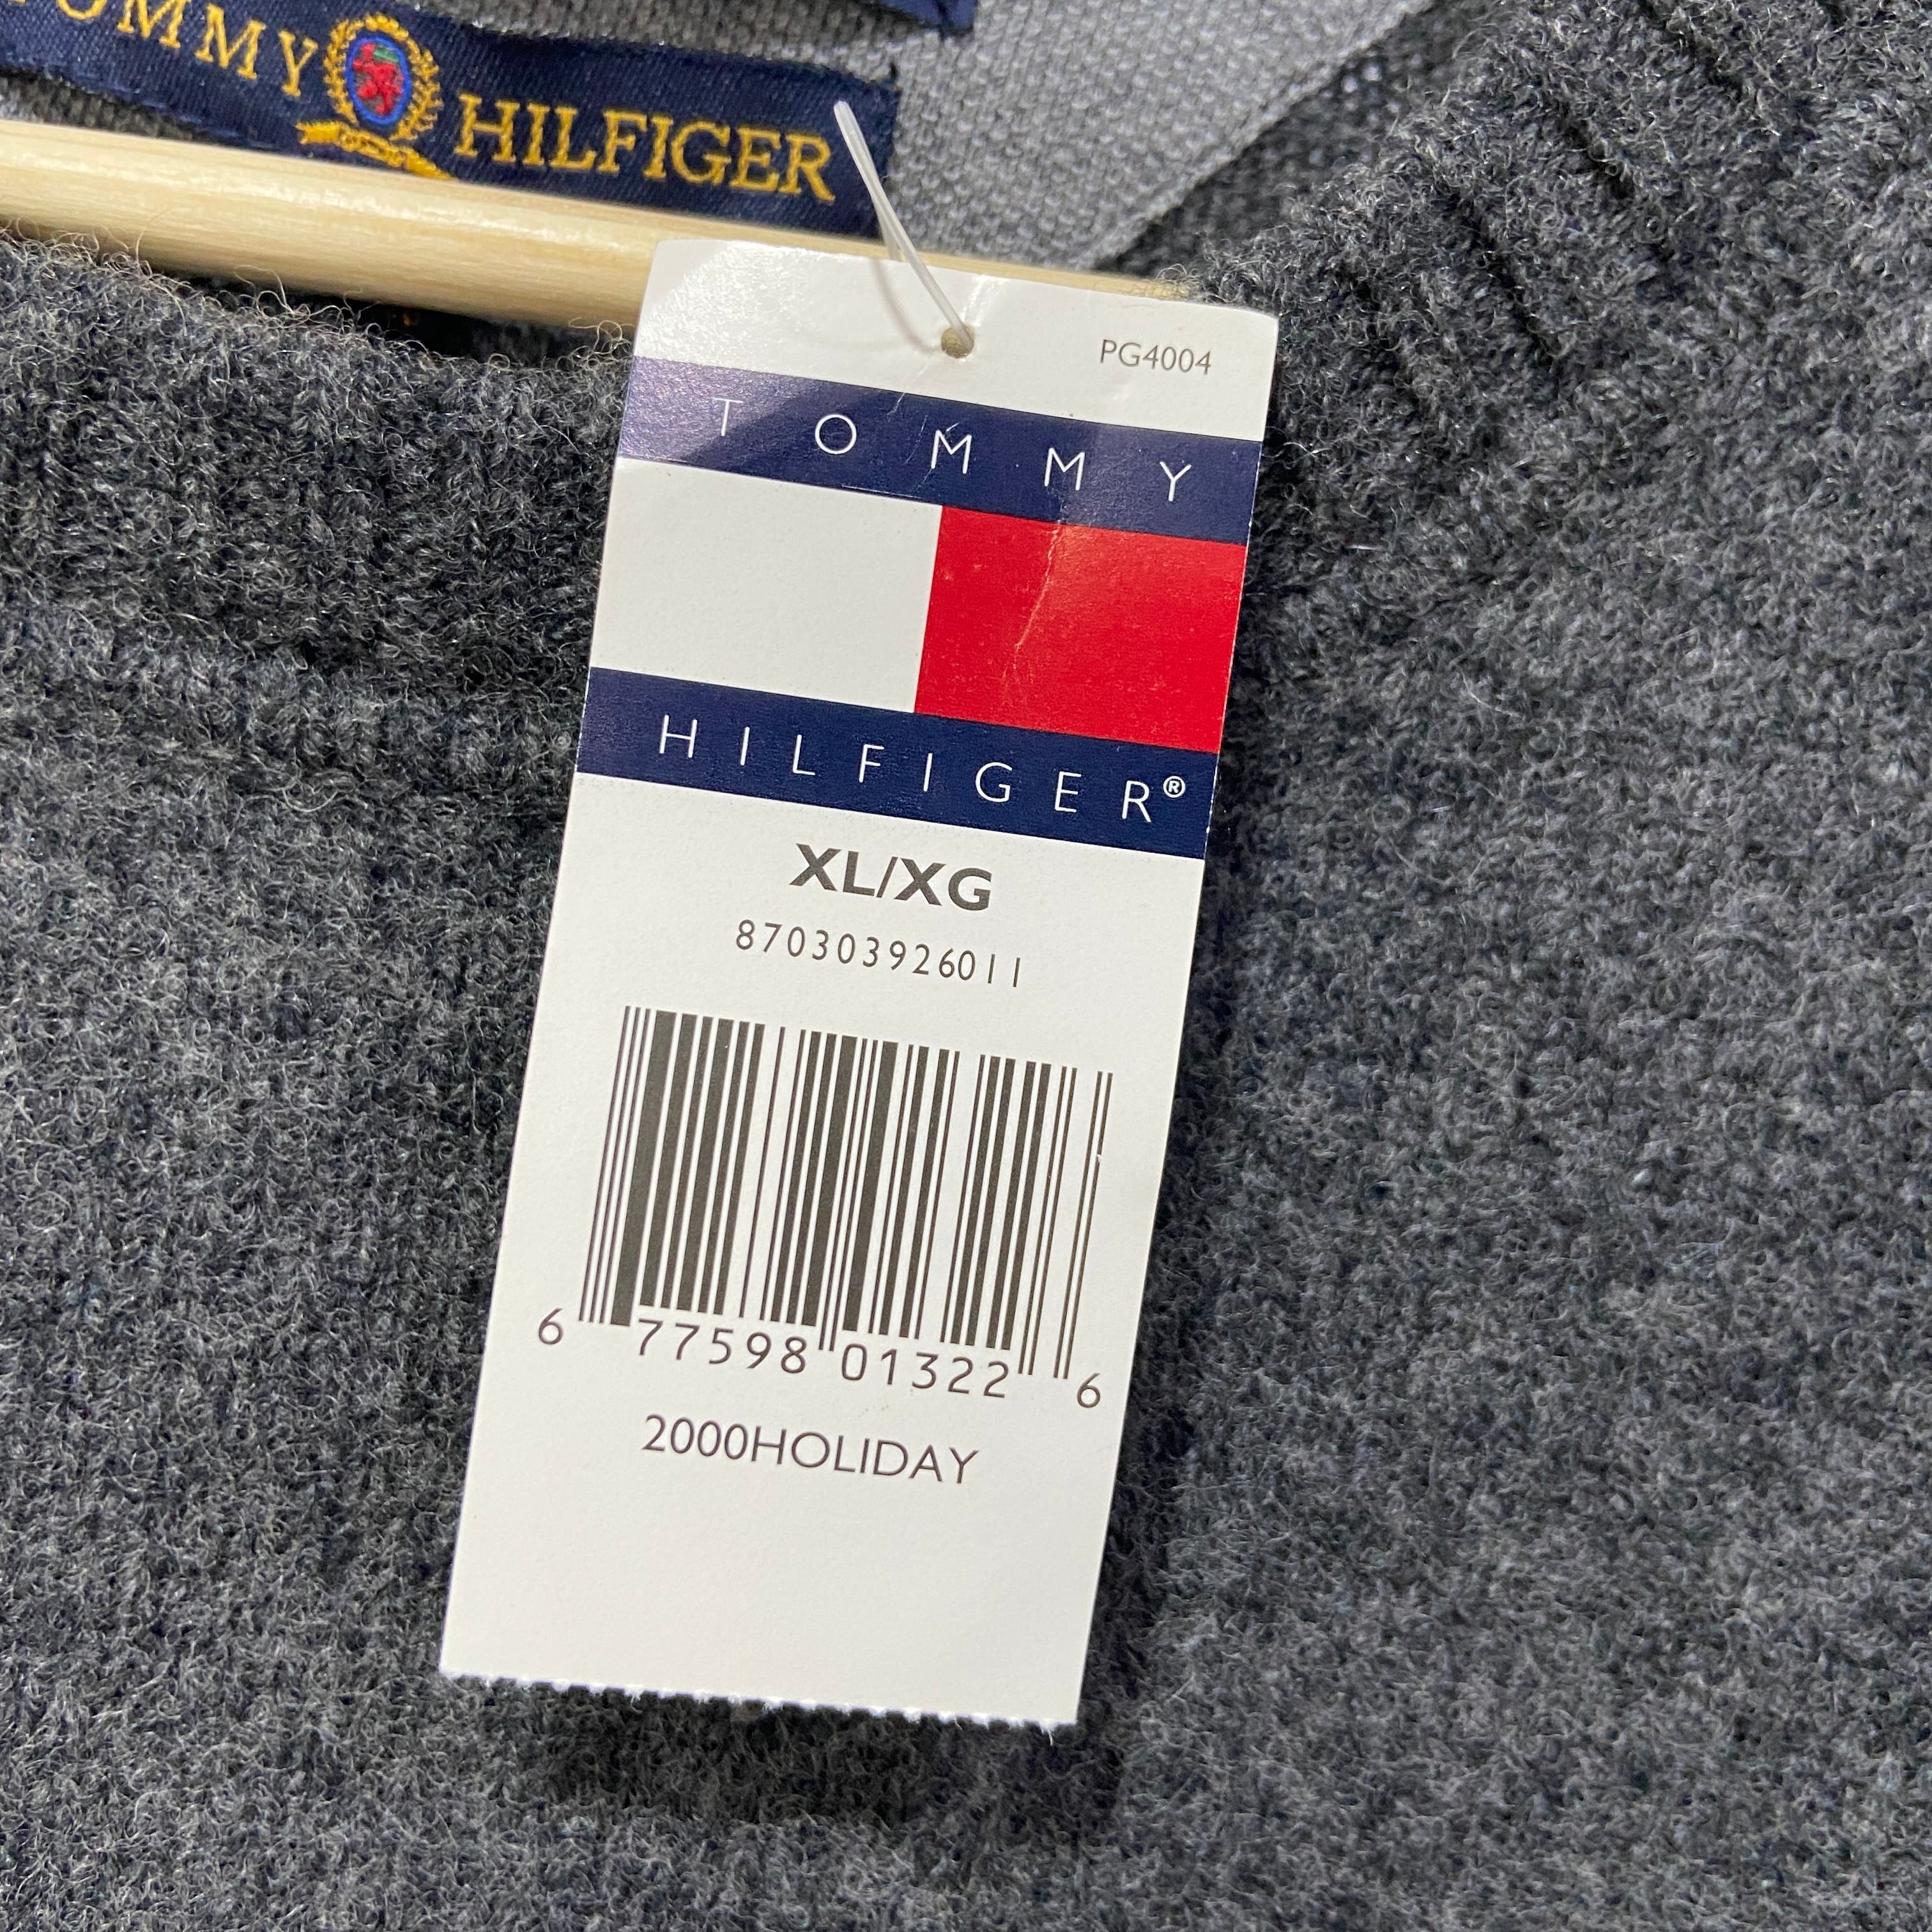 TOMMY HILFIGER
PG4004
TOMMY
HILFIGER®
XL/XG
870303926011
6 77598 01322 6
2000HOLIDAY